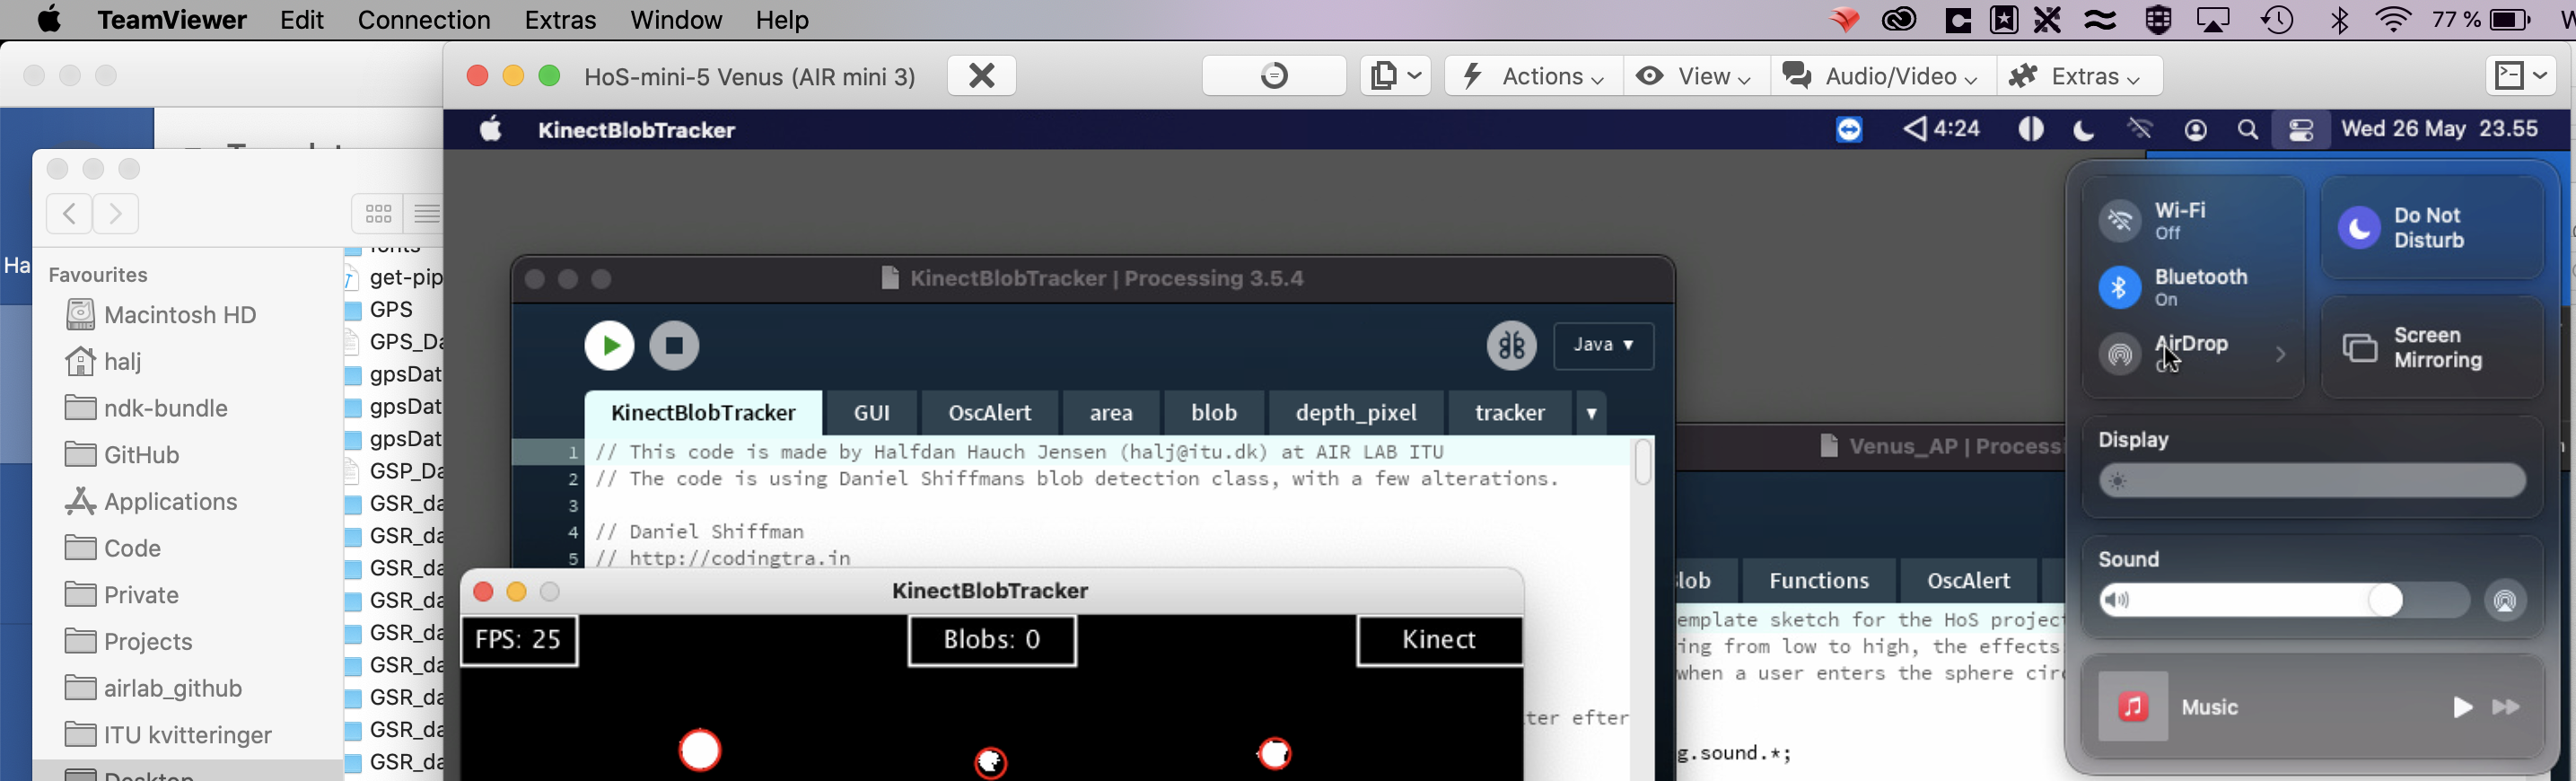 TeamViewer Edit Connection Extras Window Help 77 %
HoS-mini-5 Venus (AIR mini 3) Actions View Audio/Video Extras
KinectBlobTracker 4:24 Wed 26 May 23.55
Favourites
Macintosh HD
halj
ndk-bundle
GitHub
Applications
Code
Private
Projects
airlab_github
ITU kvitteringer
Desktop
get-pip
GPS
GPS_Da
gpsDat
gpsDat
gpsDat
GSP_Da
GSR_da
GSR_da
GSR_da
GSR_da
GSR_da
GSR_da
GSR_da
GSR_da
GSR_da
KinectBlobTracker | Processing 3.5.4
Java
KinectBlobTracker GUI OscAlert area blob depth_pixel tracker
1 // This code is made by Halfdan Hauch Jensen (halj@itu.dk) at AIR LAB ITU
2 // The code is using Daniel Shiffmans blob detection class, with a few alterations.
3
4 // Daniel Shiffman
5 // http://codingtra.in
KinectBlobTracker
FPS: 25 Blobs: 0 Kinect
ter efter
Venus_AP | Processi
lob Functions OscAlert
emplate sketch for the HoS project
ing from low to high, the effects
when a user enters the sphere circ
g.sound.*;
Wi-Fi
Off
Bluetooth
On
AirDrop
Do Not
Disturb
Screen
Mirroring
Display
Sound
Music